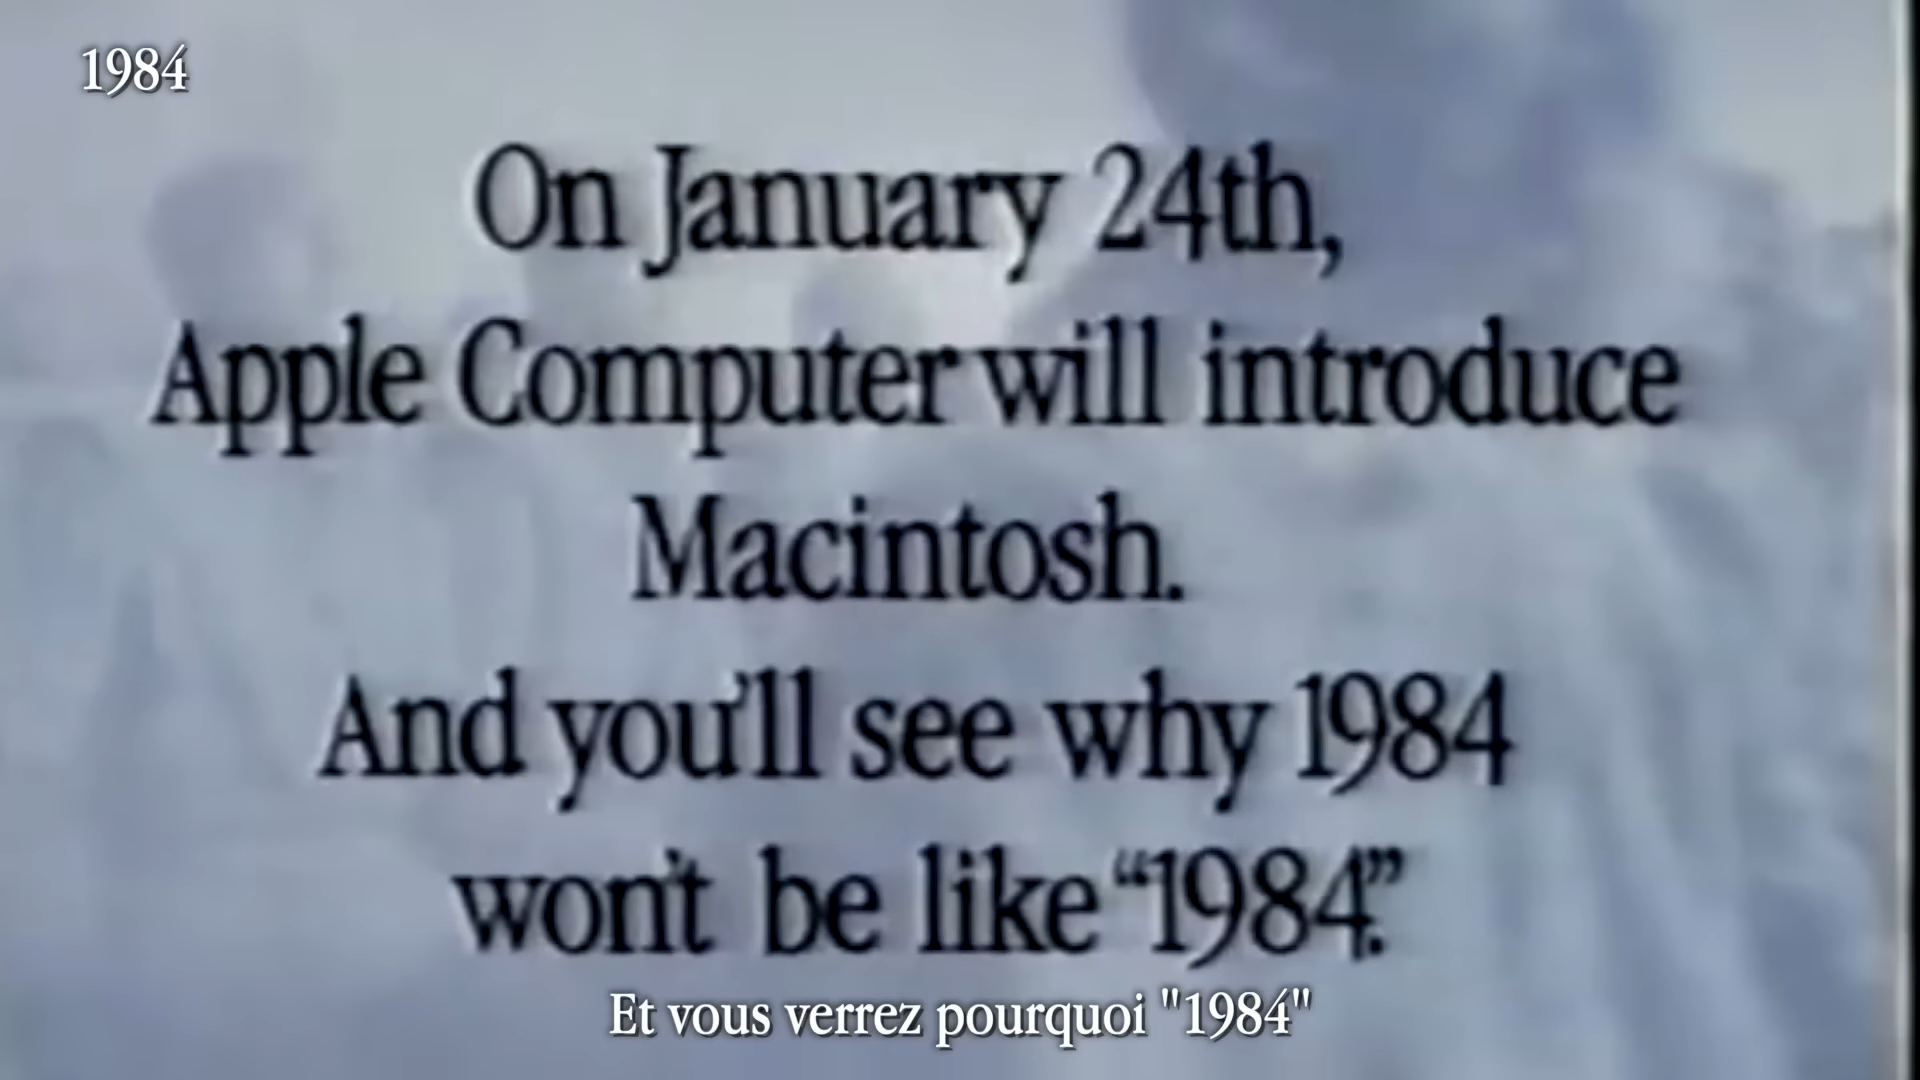 1984
On January 24th,
Apple Computer will introduce
Macintosh.
And you'll see why 1984
won't be like “1984.”
Et vous verrez pourquoi "1984"